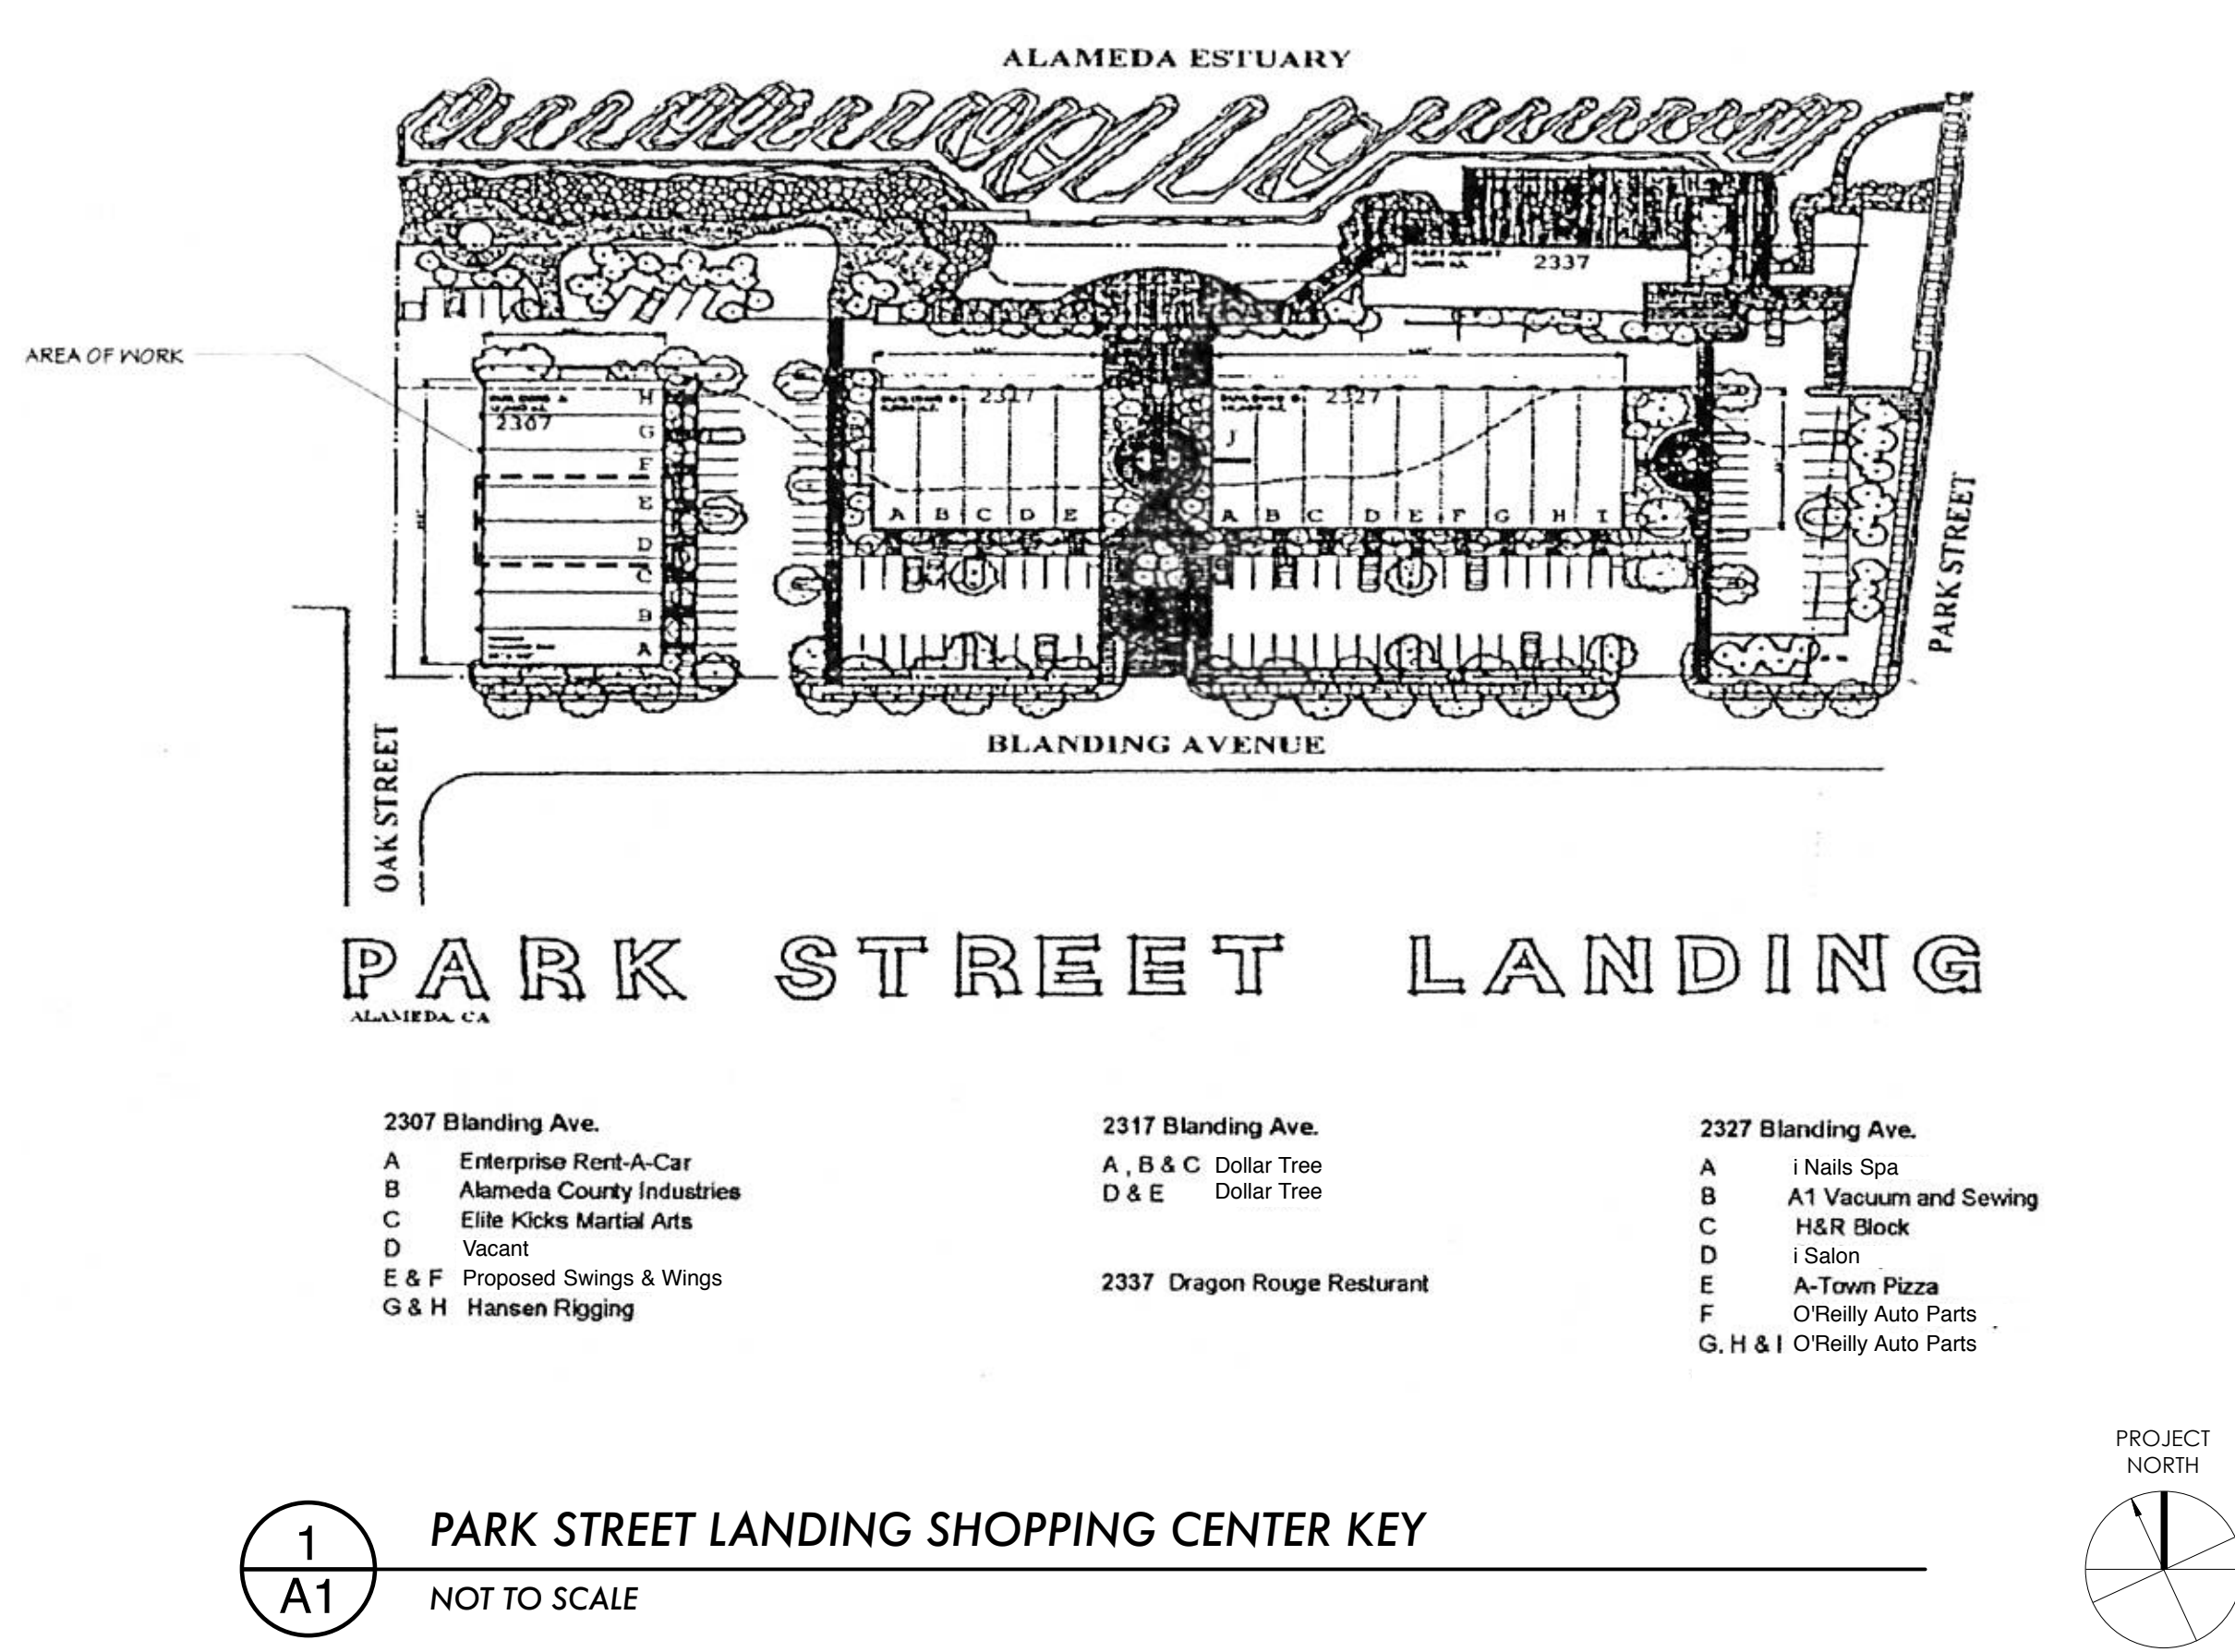 ALAMEDA ESTUARY
2337
AREA OF WORK
2307
H
G
F
E
D
C
B
A
2317
A B C D E
2327
J
A B C D E F G H I
PARK STREET
BLANDING AVENUE
OAK STREET
PARK STREET LANDING
ALAMEDA, CA
2307 Blanding Ave.
A Enterprise Rent-A-Car
B Alameda County Industries
C Elite Kicks Martial Arts
D Vacant
E & F Proposed Swings & Wings
G & H Hansen Rigging
2317 Blanding Ave.
A , B & C Dollar Tree
D & E Dollar Tree
2337 Dragon Rouge Resturant
2327 Blanding Ave.
A i Nails Spa
B A1 Vacuum and Sewing
C H&R Block
D i Salon
E A-Town Pizza
F O'Reilly Auto Parts
G, H & I O'Reilly Auto Parts
PROJECT
NORTH
1
A1
PARK STREET LANDING SHOPPING CENTER KEY
NOT TO SCALE